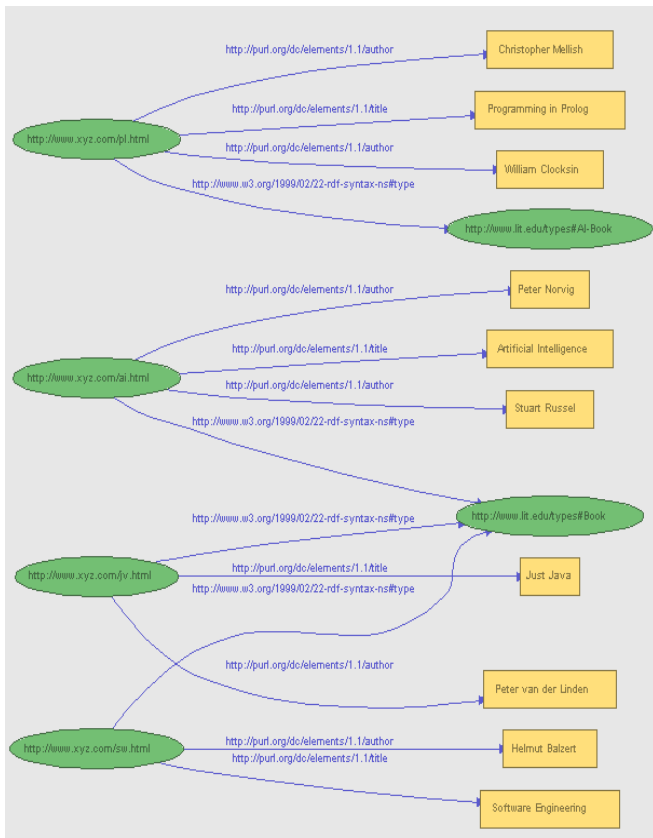 http://purl.org/dc/elements/1.1/author
Christopher Mellish
http://purl.org/dc/elements/1.1/title
Programming in Prolog
http://www.xyz.com/pl.html
http://purl.org/dc/elements/1.1/author
William Clocksin
http://www.w3.org/1999/02/22-rdf-syntax-ns#type
http://www.lit.edu/types#AI-Book
http://purl.org/dc/elements/1.1/author
Peter Norvig
http://purl.org/dc/elements/1.1/title
Artificial Intelligence
http://www.xyz.com/ai.html
http://purl.org/dc/elements/1.1/author
Stuart Russel
http://www.w3.org/1999/02/22-rdf-syntax-ns#type
http://www.lit.edu/types#Book
http://www.w3.org/1999/02/22-rdf-syntax-ns#type
http://purl.org/dc/elements/1.1/title
http://www.xyz.com/jv.html
Just Java
http://www.w3.org/1999/02/22-rdf-syntax-ns#type
http://purl.org/dc/elements/1.1/author
Peter van der Linden
http://purl.org/dc/elements/1.1/author
http://www.xyz.com/sw.html
Helmut Balzert
http://purl.org/dc/elements/1.1/title
Software Engineering